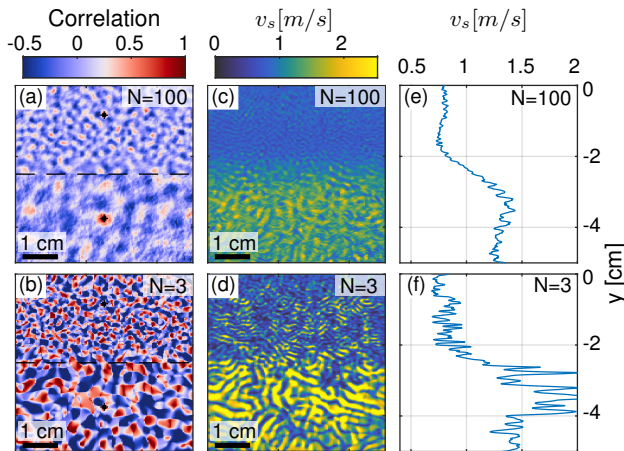 Correlation
v_s[m/s]
v_s[m/s]
-0.5 0 0.5 1
0 1 2
0.5 1 1.5 2
(a) N=100
(c) N=100
(e) N=100
1 cm
1 cm
0
-2
-4
(b) N=3
(d) N=3
(f) N=3
1 cm
1 cm
0
-2
-4
y [cm]